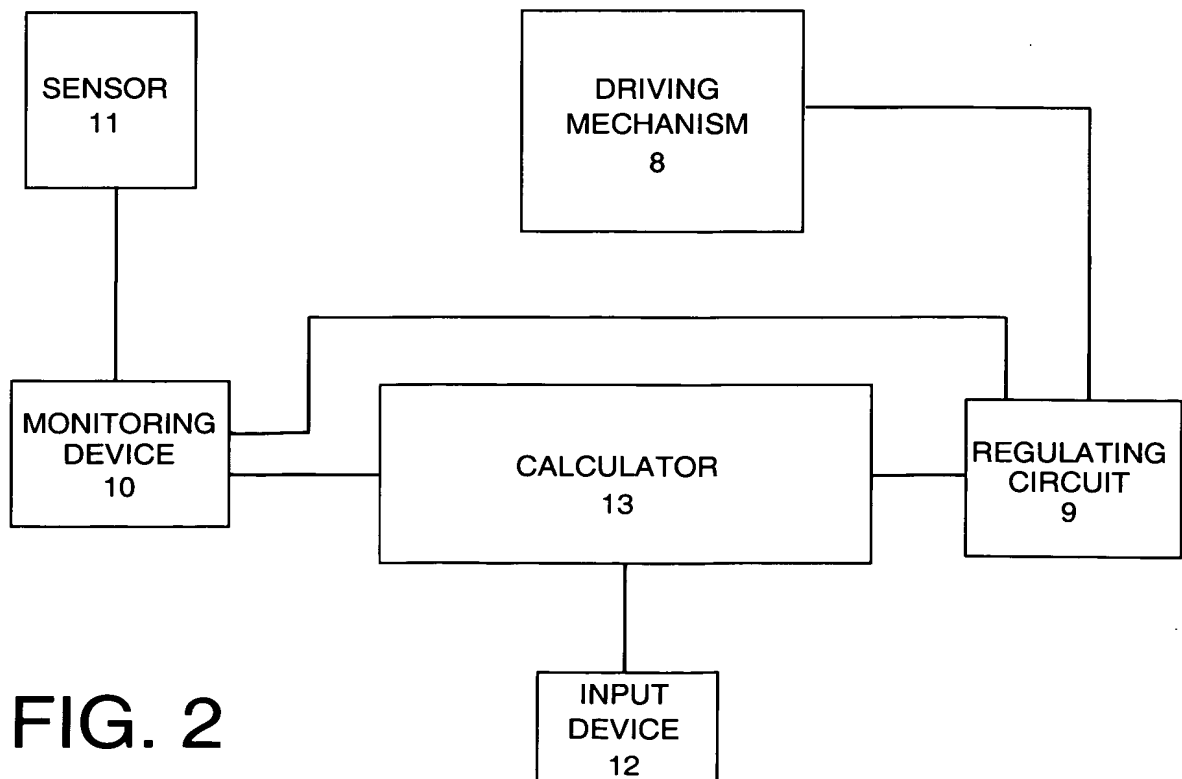 SENSOR
11
DRIVING
MECHANISM
8
MONITORING
DEVICE
10
CALCULATOR
13
REGULATING
CIRCUIT
9
INPUT
DEVICE
12
FIG. 2